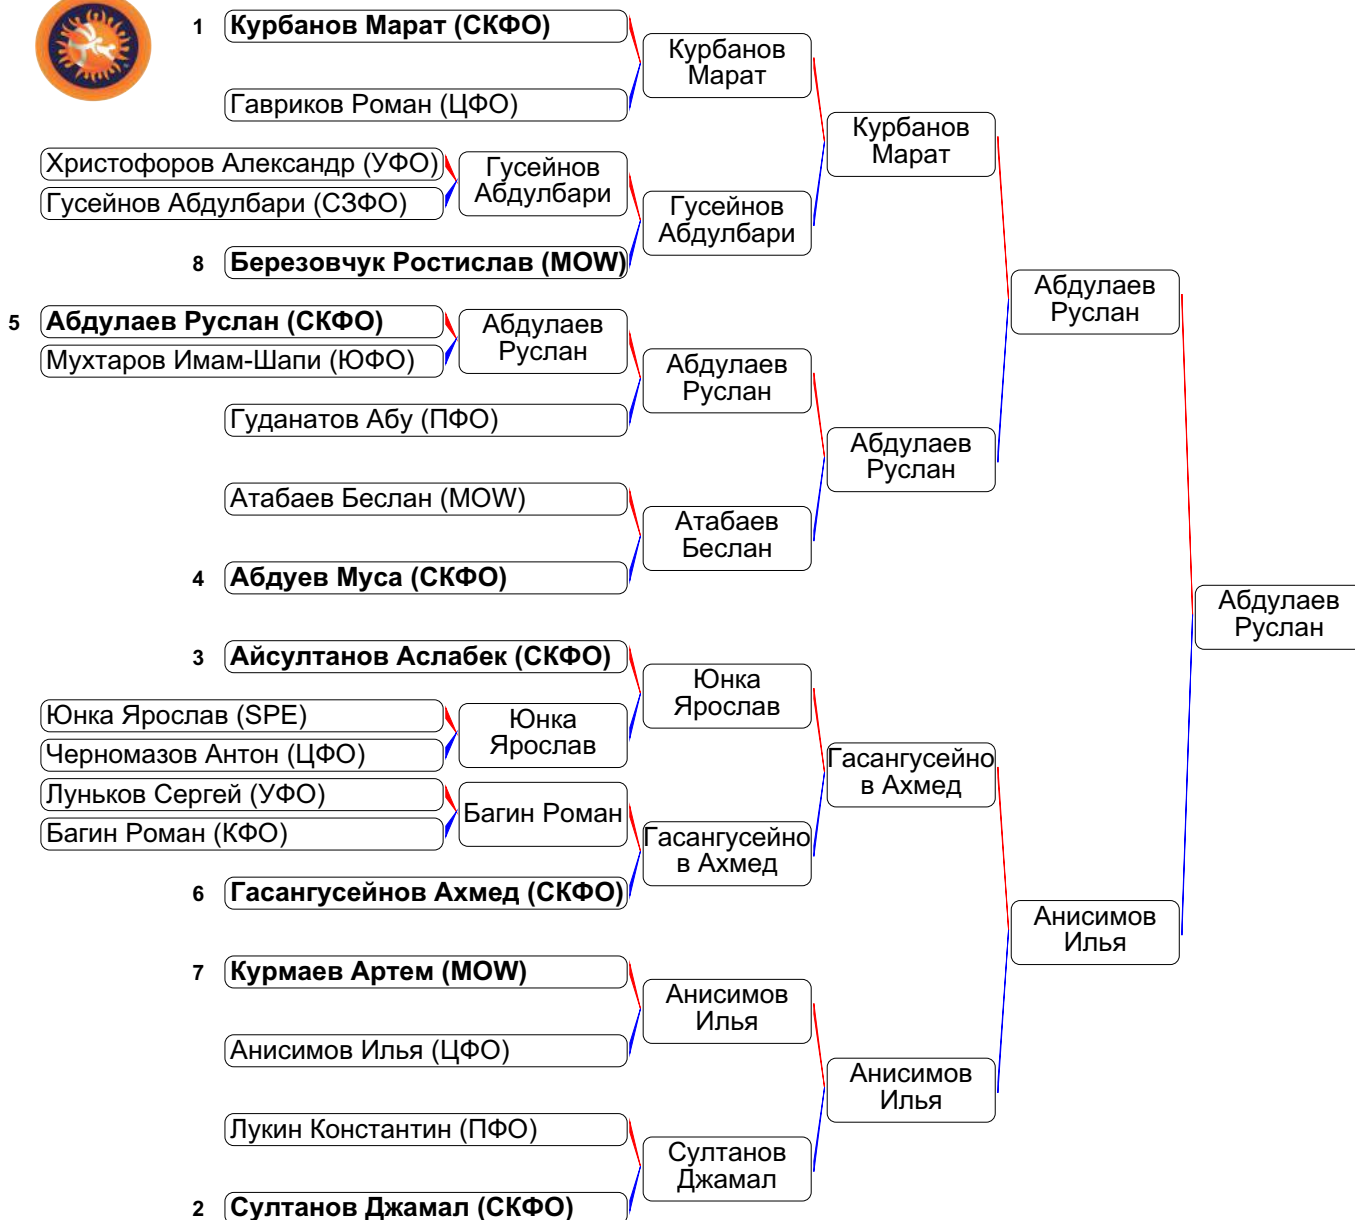 1 Курбанов Марат (СКФО)
Курбанов
Марат
Гавриков Роман (ЦФО)
Курбанов
Марат
Христофоров Александр (УФО)
Гусейнов
Абдулбари
Гусейнов Абдулбари (СЗФО)
Гусейнов
Абдулбари
8 Березовчук Ростислав (MOW)
Абдулаев
Руслан
5 Абдулаев Руслан (СКФО)
Абдулаев
Руслан
Мухтаров Имам-Шапи (ЮФО)
Абдулаев
Руслан
Гуданатов Абу (ПФО)
Абдулаев
Руслан
Атабаев Беслан (MOW)
Атабаев
Беслан
4 Абдуев Муса (СКФО)
Абдулаев
Руслан
3 Айсултанов Аслабек (СКФО)
Юнка
Ярослав
Юнка Ярослав (SPE)
Юнка
Ярослав
Черномазов Антон (ЦФО)
Гасангусейно
в Ахмед
Луньков Сергей (УФО)
Багин Роман
Багин Роман (КФО)
Гасангусейно
в Ахмед
6 Гасангусейнов Ахмед (СКФО)
Анисимов
Илья
7 Курмаев Артем (MOW)
Анисимов
Илья
Анисимов Илья (ЦФО)
Анисимов
Илья
Лукин Константин (ПФО)
Султанов
Джамал
2 Султанов Джамал (СКФО)